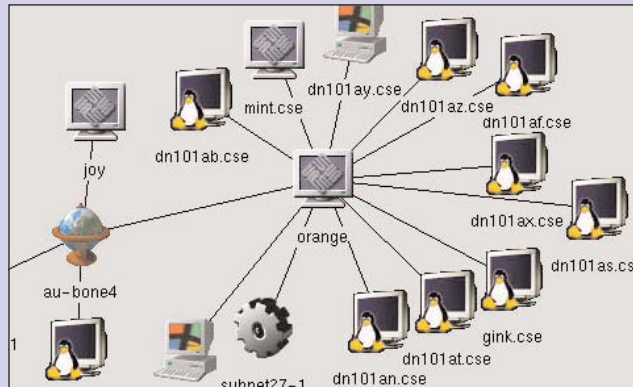 dn101ay.cse
mint.cse
dn101az.cse
dn101af.cse
dn101ab.cse
joy
dn101ax.cse
orange
dn101as.cs
au-bone4
gink.cse
1
dn101at.cse
subnet27-1
dn101an.cse